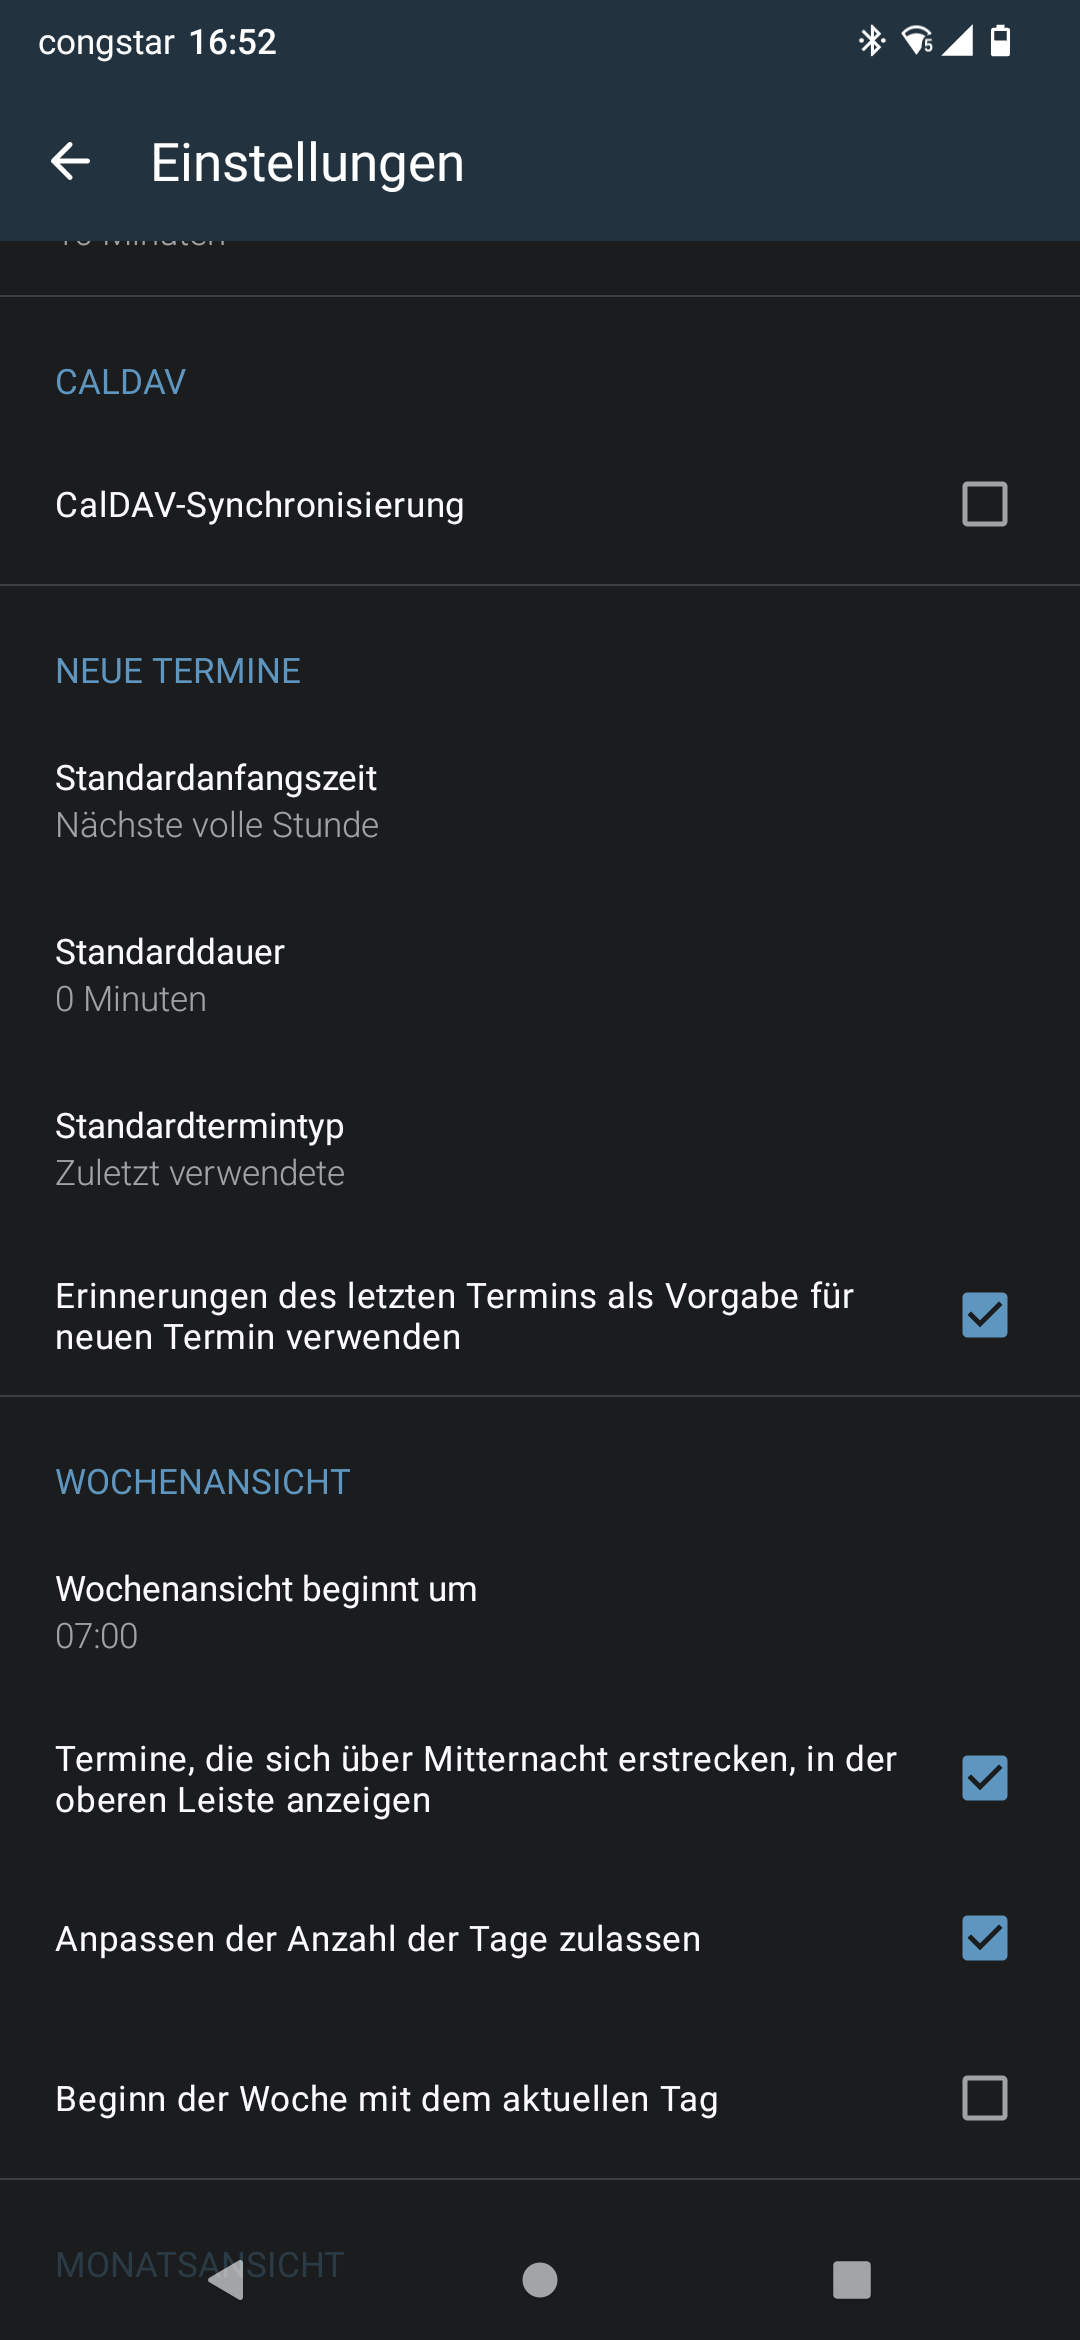 congstar 16:52
5
Einstellungen
Minuten
CALDAV
CalDAV-Synchronisierung
NEUE TERMINE
Standardanfangszeit
Nächste volle Stunde
Standarddauer
0 Minuten
Standardtermintyp
Zuletzt verwendete
Erinnerungen des letzten Termins als Vorgabe für
neuen Termin verwenden
WOCHENANSICHT
Wochenansicht beginnt um
07:00
Termine, die sich über Mitternacht erstrecken, in der
oberen Leiste anzeigen
Anpassen der Anzahl der Tage zulassen
Beginn der Woche mit dem aktuellen Tag
MONATSANSICHT